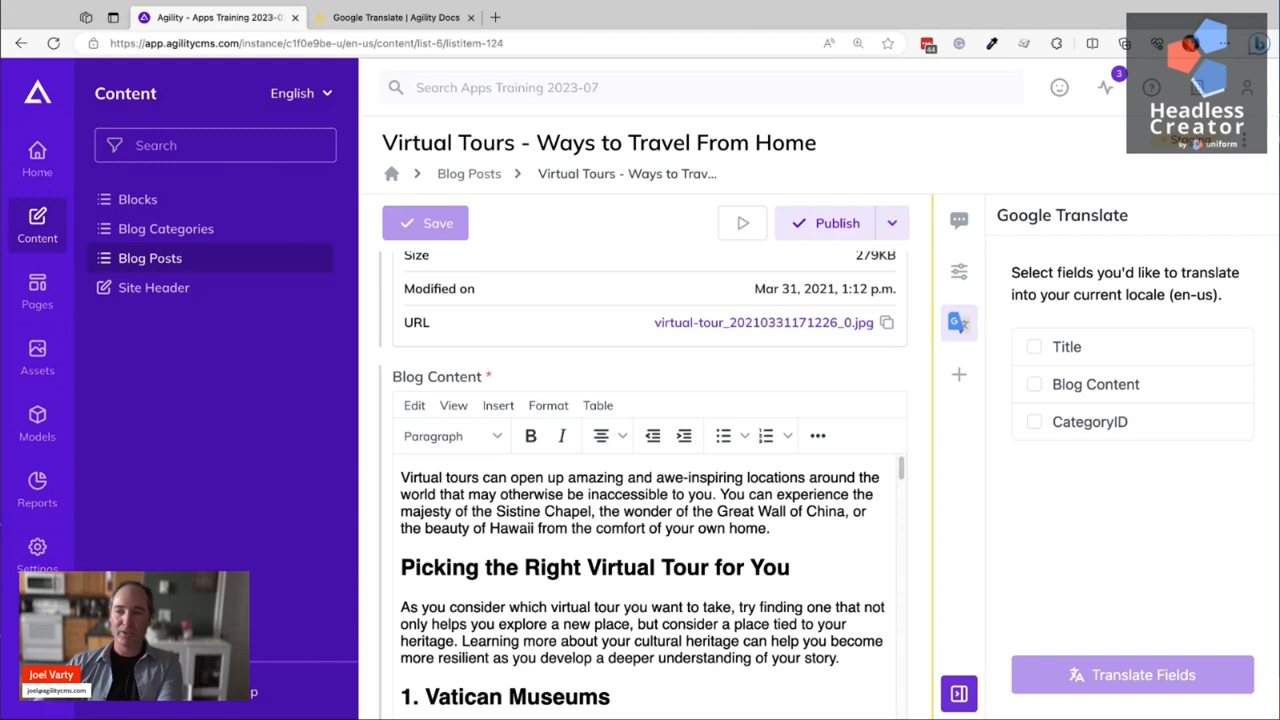 Agility - Apps Training 2023-0
Google Translate | Agility Docs
https://app.agilitycms.com/instance/c1f0e9be-u/en-us/content/list-6/listitem-124
44
Headless
Creator
by uniform
Content
English
Search Apps Training 2023-07
3
Search
Home
Content
Pages
Assets
Models
Reports
Settings
Blocks
Blog Categories
Blog Posts
Site Header
Virtual Tours - Ways to Travel From Home
Blog Posts
Virtual Tours - Ways to Trav...
Save
Publish
Size
279KB
Modified on
Mar 31, 2021, 1:12 p.m.
URL
virtual-tour_20210331171226_0.jpg
Blog Content *
Edit View Insert Format Table
Paragraph
B I
Virtual tours can open up amazing and awe-inspiring locations around the
world that may otherwise be inaccessible to you. You can experience the
majesty of the Sistine Chapel, the wonder of the Great Wall of China, or
the beauty of Hawaii from the comfort of your own home.
Picking the Right Virtual Tour for You
As you consider which virtual tour you want to take, try finding one that not
only helps you explore a new place, but consider a place tied to your
heritage. Learning more about your cultural heritage can help you become
more resilient as you develop a deeper understanding of your story.
1. Vatican Museums
Google Translate
Select fields you'd like to translate
into your current locale (en-us).
Title
Blog Content
CategoryID
Translate Fields
Joel Varty
joel@agilitycms.com